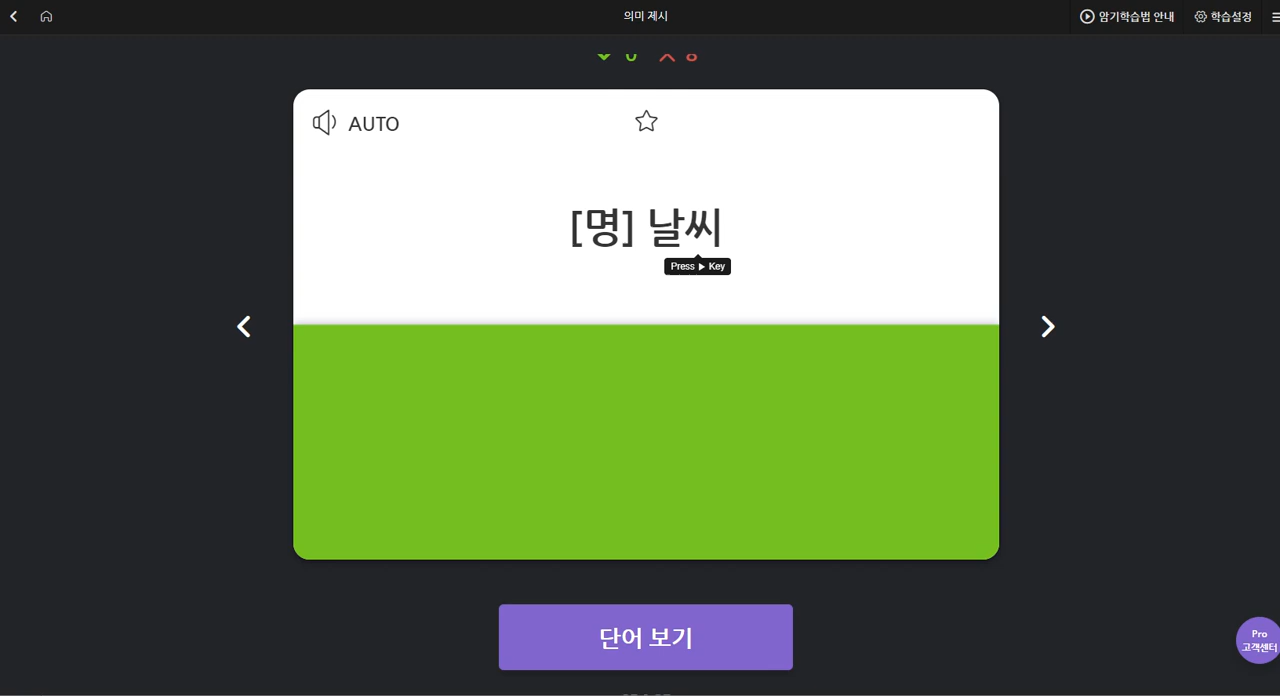 의미 제시
암기학습법 안내
학습설정
AUTO
[명] 날씨
Press ▶ Key
단어 보기
Pro
고객센터